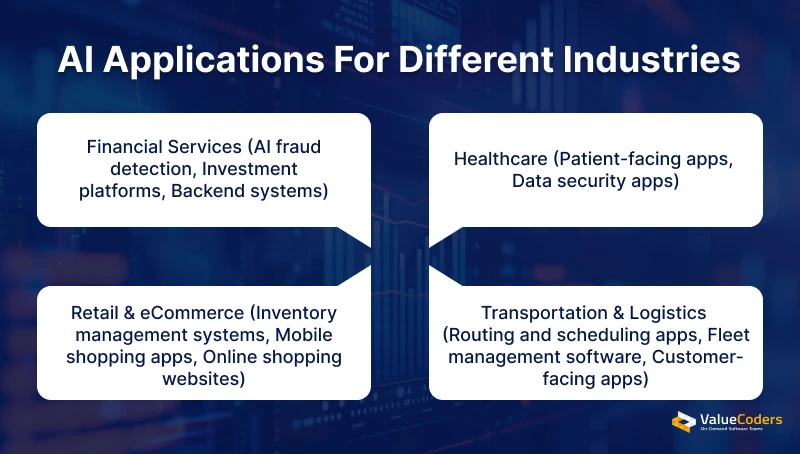 AI Applications For Different Industries
Financial Services (AI fraud
detection, Investment
platforms, Backend systems)
Healthcare (Patient-facing apps,
Data security apps)
Retail & eCommerce (Inventory
management systems, Mobile
shopping apps, Online shopping
websites)
Transportation & Logistics
(Routing and scheduling apps, Fleet
management software, Customer-
facing apps)
ValueCoders
On Demand Software Teams